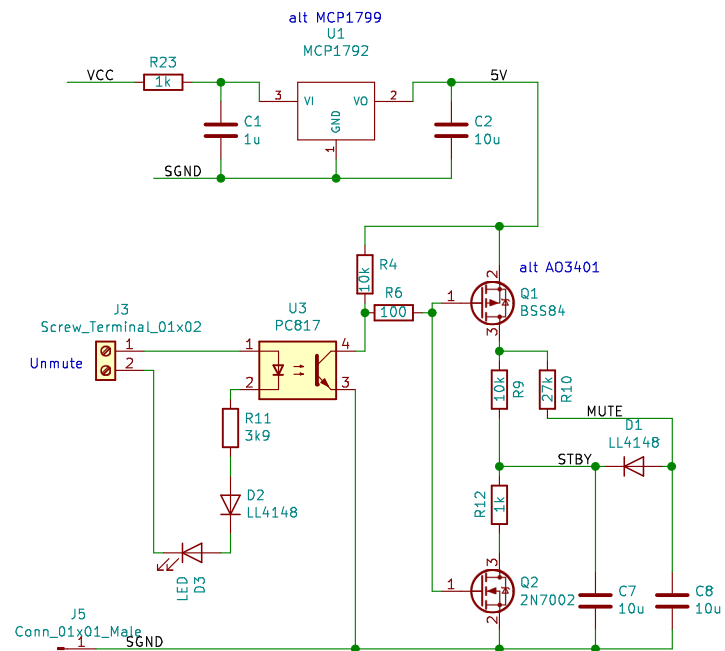 alt MCP1799
U1
MCP1792
R23
1k
VCC
3
VI
VO
2
5V
GND
1
C1
1u
C2
10u
SGND
R4
10k
R6
100
alt AO3401
2
1
Q1
BSS84
3
J3
Screw_Terminal_01x02
1
2
Unmute
U3
PC817
1
4
2
3
R9
10k
R10
27k
MUTE
D1
LL4148
STBY
R11
3k9
D2
LL4148
R12
1k
LED
D3
3
1
Q2
2N7002
2
C7
10u
C8
10u
J5
Conn_01x01_Male
1
SGND